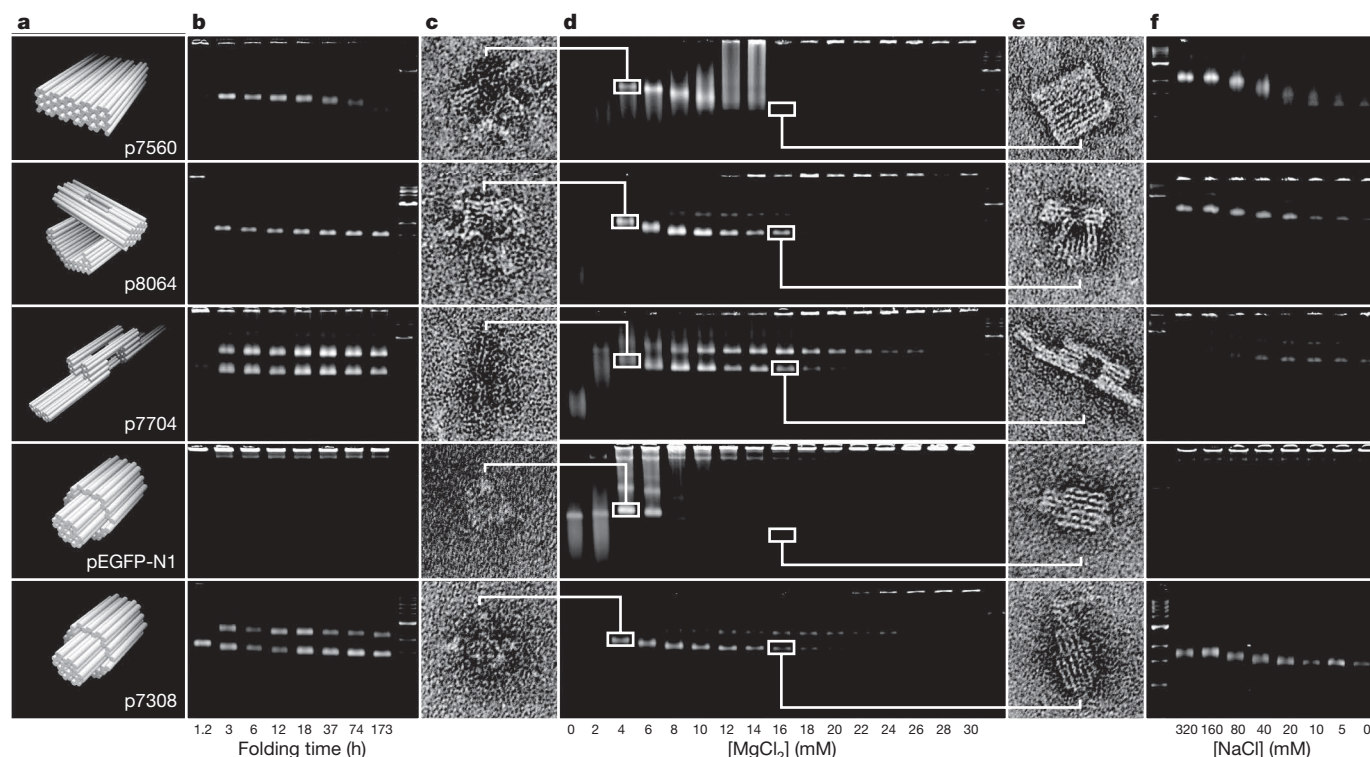 a b c d e f
p7560
p8064
p7704
pEGFP-N1
p7308
1.2 3 6 12 18 37 74 173
Folding time (h)
0 2 4 6 8 10 12 14 16 18 20 22 24 26 28 30
[MgCl₂] (mM)
320 160 80 40 20 10 5 0
[NaCl] (mM)